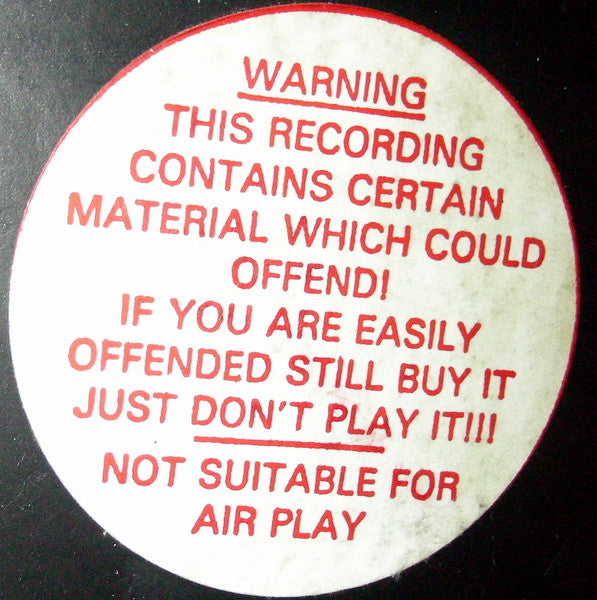 WARNING
THIS RECORDING
CONTAINS CERTAIN
MATERIAL WHICH COULD
OFFEND!
IF YOU ARE EASILY
OFFENDED STILL BUY IT
JUST DON'T PLAY IT!!!
NOT SUITABLE FOR
AIR PLAY